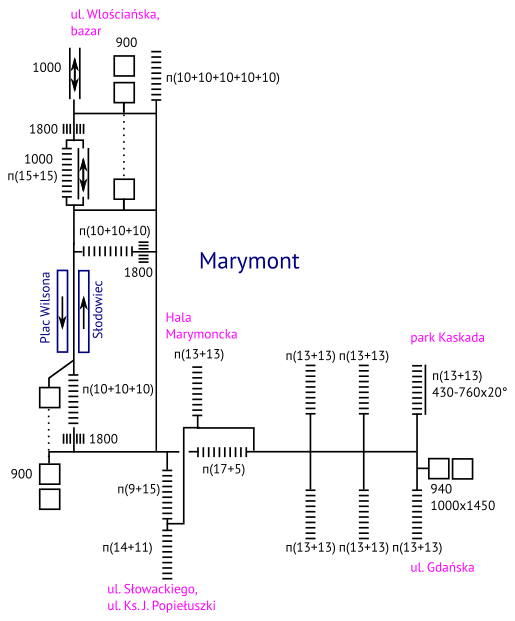 ul. Wlościańska,
bazar
900
1000
п(10+10+10+10+10)
1800
1000
п(15+15)
п(10+10+10)
1800
Marymont
Plac Wilsona
Słodowiec
Hala
Marymoncka
п(13+13)
п(13+13)
п(13+13)
park Kaskada
п(13+13)
430-760x20°
п(10+10+10)
1800
900
п(17+5)
п(9+15)
940
1000x1450
п(14+11)
п(13+13)
п(13+13)
п(13+13)
ul. Gdańska
ul. Słowackiego,
ul. Ks. J. Popiełuszki